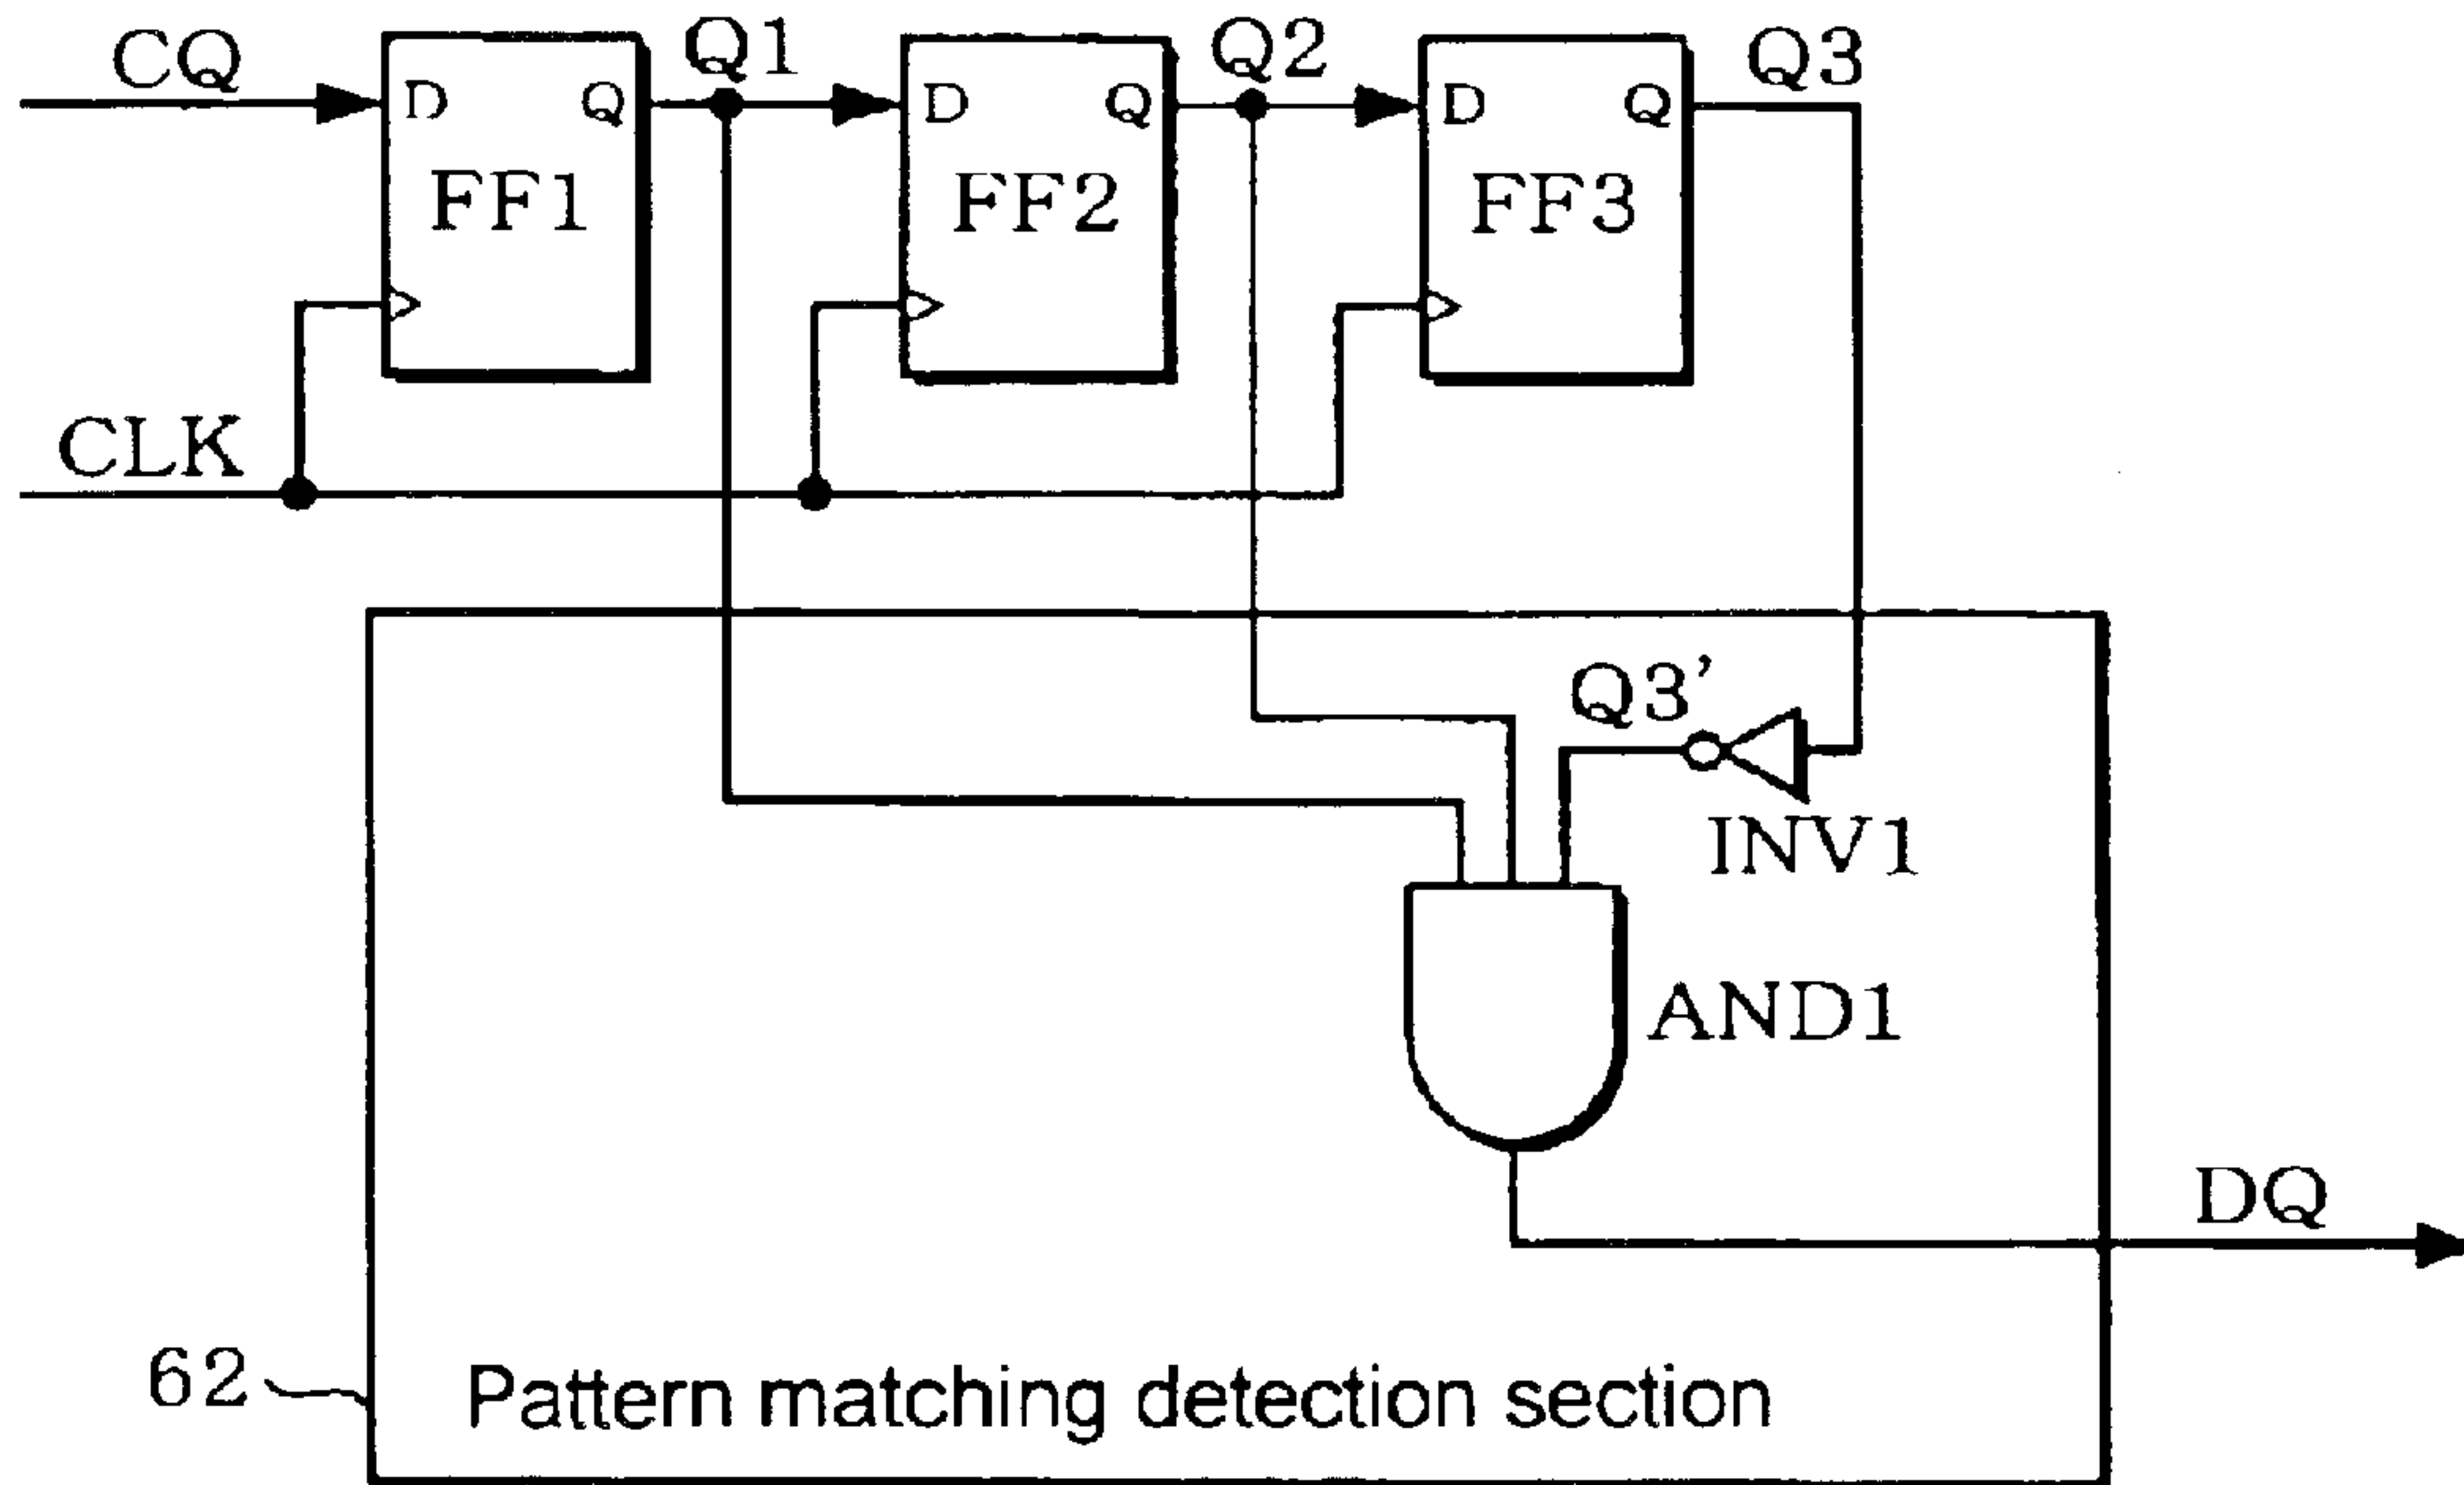 CQ
Q1
Q2
Q3
D
Q
D
Q
D
Q
FF1
FF2
FF3
CLK
Q3’
INV1
AND1
DQ
62
Pattern matching detection section